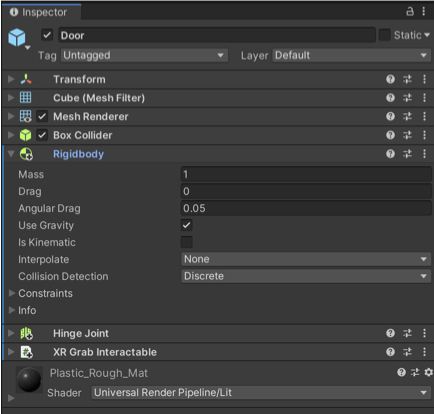 Inspector
Door Static
Tag Untagged Layer Default
Transform
Cube (Mesh Filter)
Mesh Renderer
Box Collider
Rigidbody
Mass 1
Drag 0
Angular Drag 0.05
Use Gravity
Is Kinematic
Interpolate None
Collision Detection Discrete
Constraints
Info
Hinge Joint
XR Grab Interactable
Plastic_Rough_Mat
Shader Universal Render Pipeline/Lit